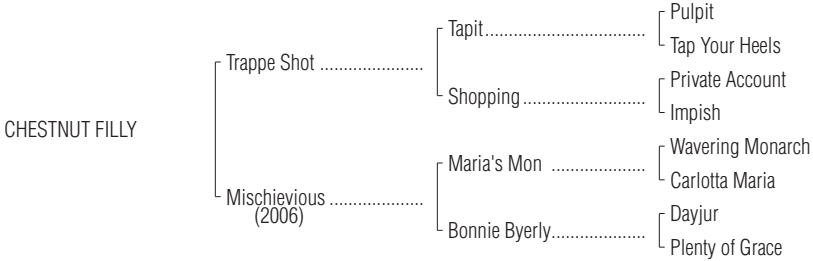 Pulpit
Tapit..................................
Tap Your Heels
Trappe Shot ......................
Private Account
Shopping..........................
Impish
CHESTNUT FILLY
Wavering Monarch
Maria's Mon ....................
Carlotta Maria
Mischievious ....................
(2006)
Dayjur
Bonnie Byerly....................
Plenty of Grace